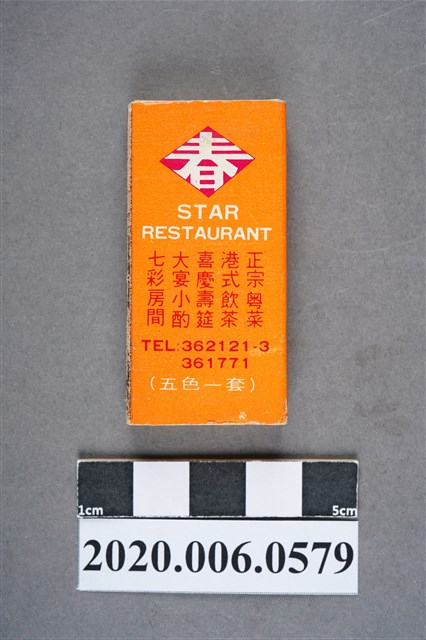 春
STAR
RESTAURANT
正宗粤菜
港式飲茶
喜慶壽筵
大宴小酌
七彩房間
TEL:362121-3
361771
(五色一套)
1cm
5cm
2020.006.0579